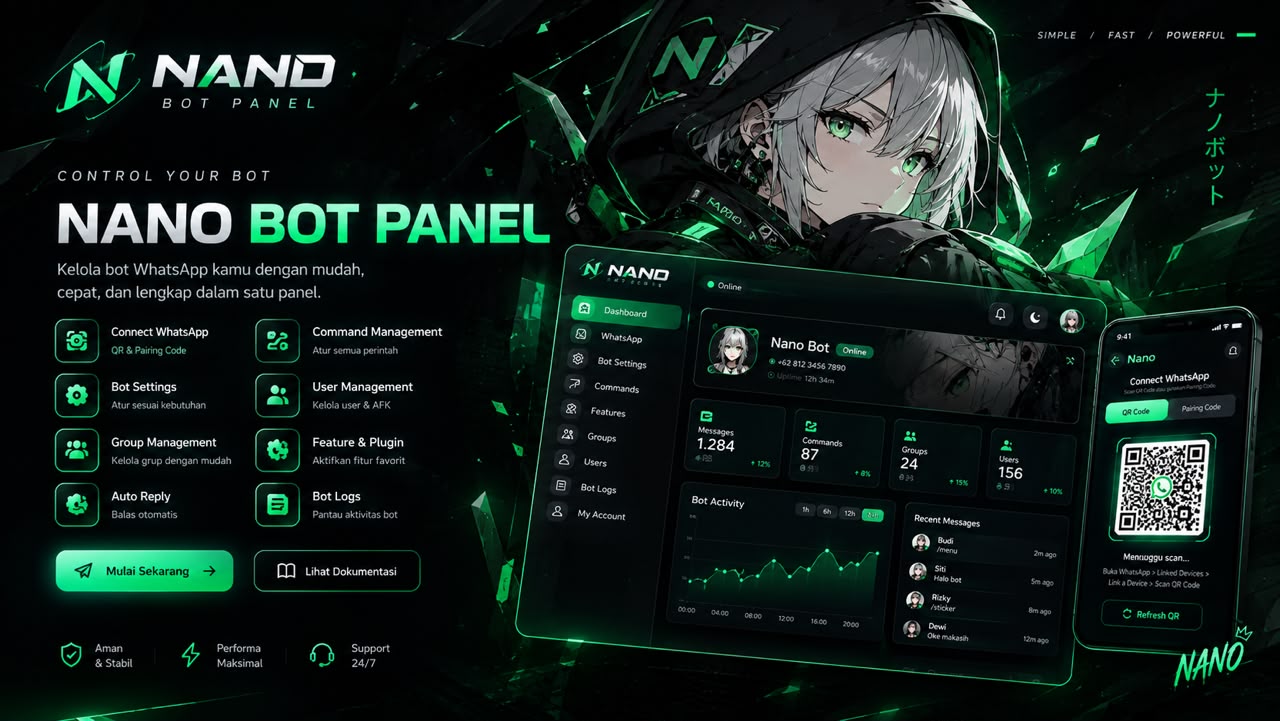 NANO
BOT PANEL
SIMPLE / FAST / POWERFUL
ナノボット
CONTROL YOUR BOT
NANO BOT PANEL
Kelola bot WhatsApp kamu dengan mudah,
cepat, dan lengkap dalam satu panel.
Connect WhatsApp
QR & Pairing Code
Command Management
Atur semua perintah
Bot Settings
Atur sesuai kebutuhan
User Management
Kelola user & AFK
Group Management
Kelola grup dengan mudah
Feature & Plugin
Aktifkan fitur favorit
Auto Reply
Balas otomatis
Bot Logs
Pantau aktivitas bot
Mulai Sekarang
Lihat Dokumentasi
Aman
& Stabil
Performa
Maksimal
Support
24/7
NANO
Dashboard
WhatsApp
Bot Settings
Commands
Features
Groups
Users
Bot Logs
My Account
Online
Nano Bot Online
+62 812 3456 7890
Uptime 12h 34m
Messages
1.284
+ 12%
Commands
87
+ 8%
Groups
24
+ 15%
Users
156
+ 10%
Bot Activity
1h 6h 12h
00:00 04.00 08:00 12:00 16.00 20:00
Recent Messages
Budi
/menu
2m ago
Siti
Halo bot
5m ago
Rizky
/sticker
8m ago
Dewi
Oke makasih
12m ago
9:41
Nano
Connect WhatsApp
QR Code Pairing Code
Menuggu scan...
Buka WhatsApp > Linked Devices >
Link a Device > Scan QR Code
Refresh QR
NANO